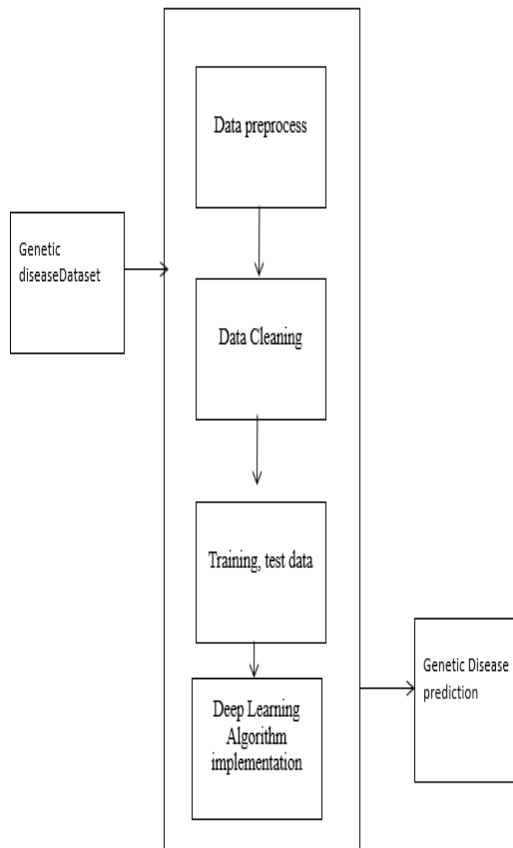 Data preprocess
Genetic
diseaseDataset
Data Cleaning
Training, test data
Deep Learning
Algorithm
implementation
Genetic Disease
prediction